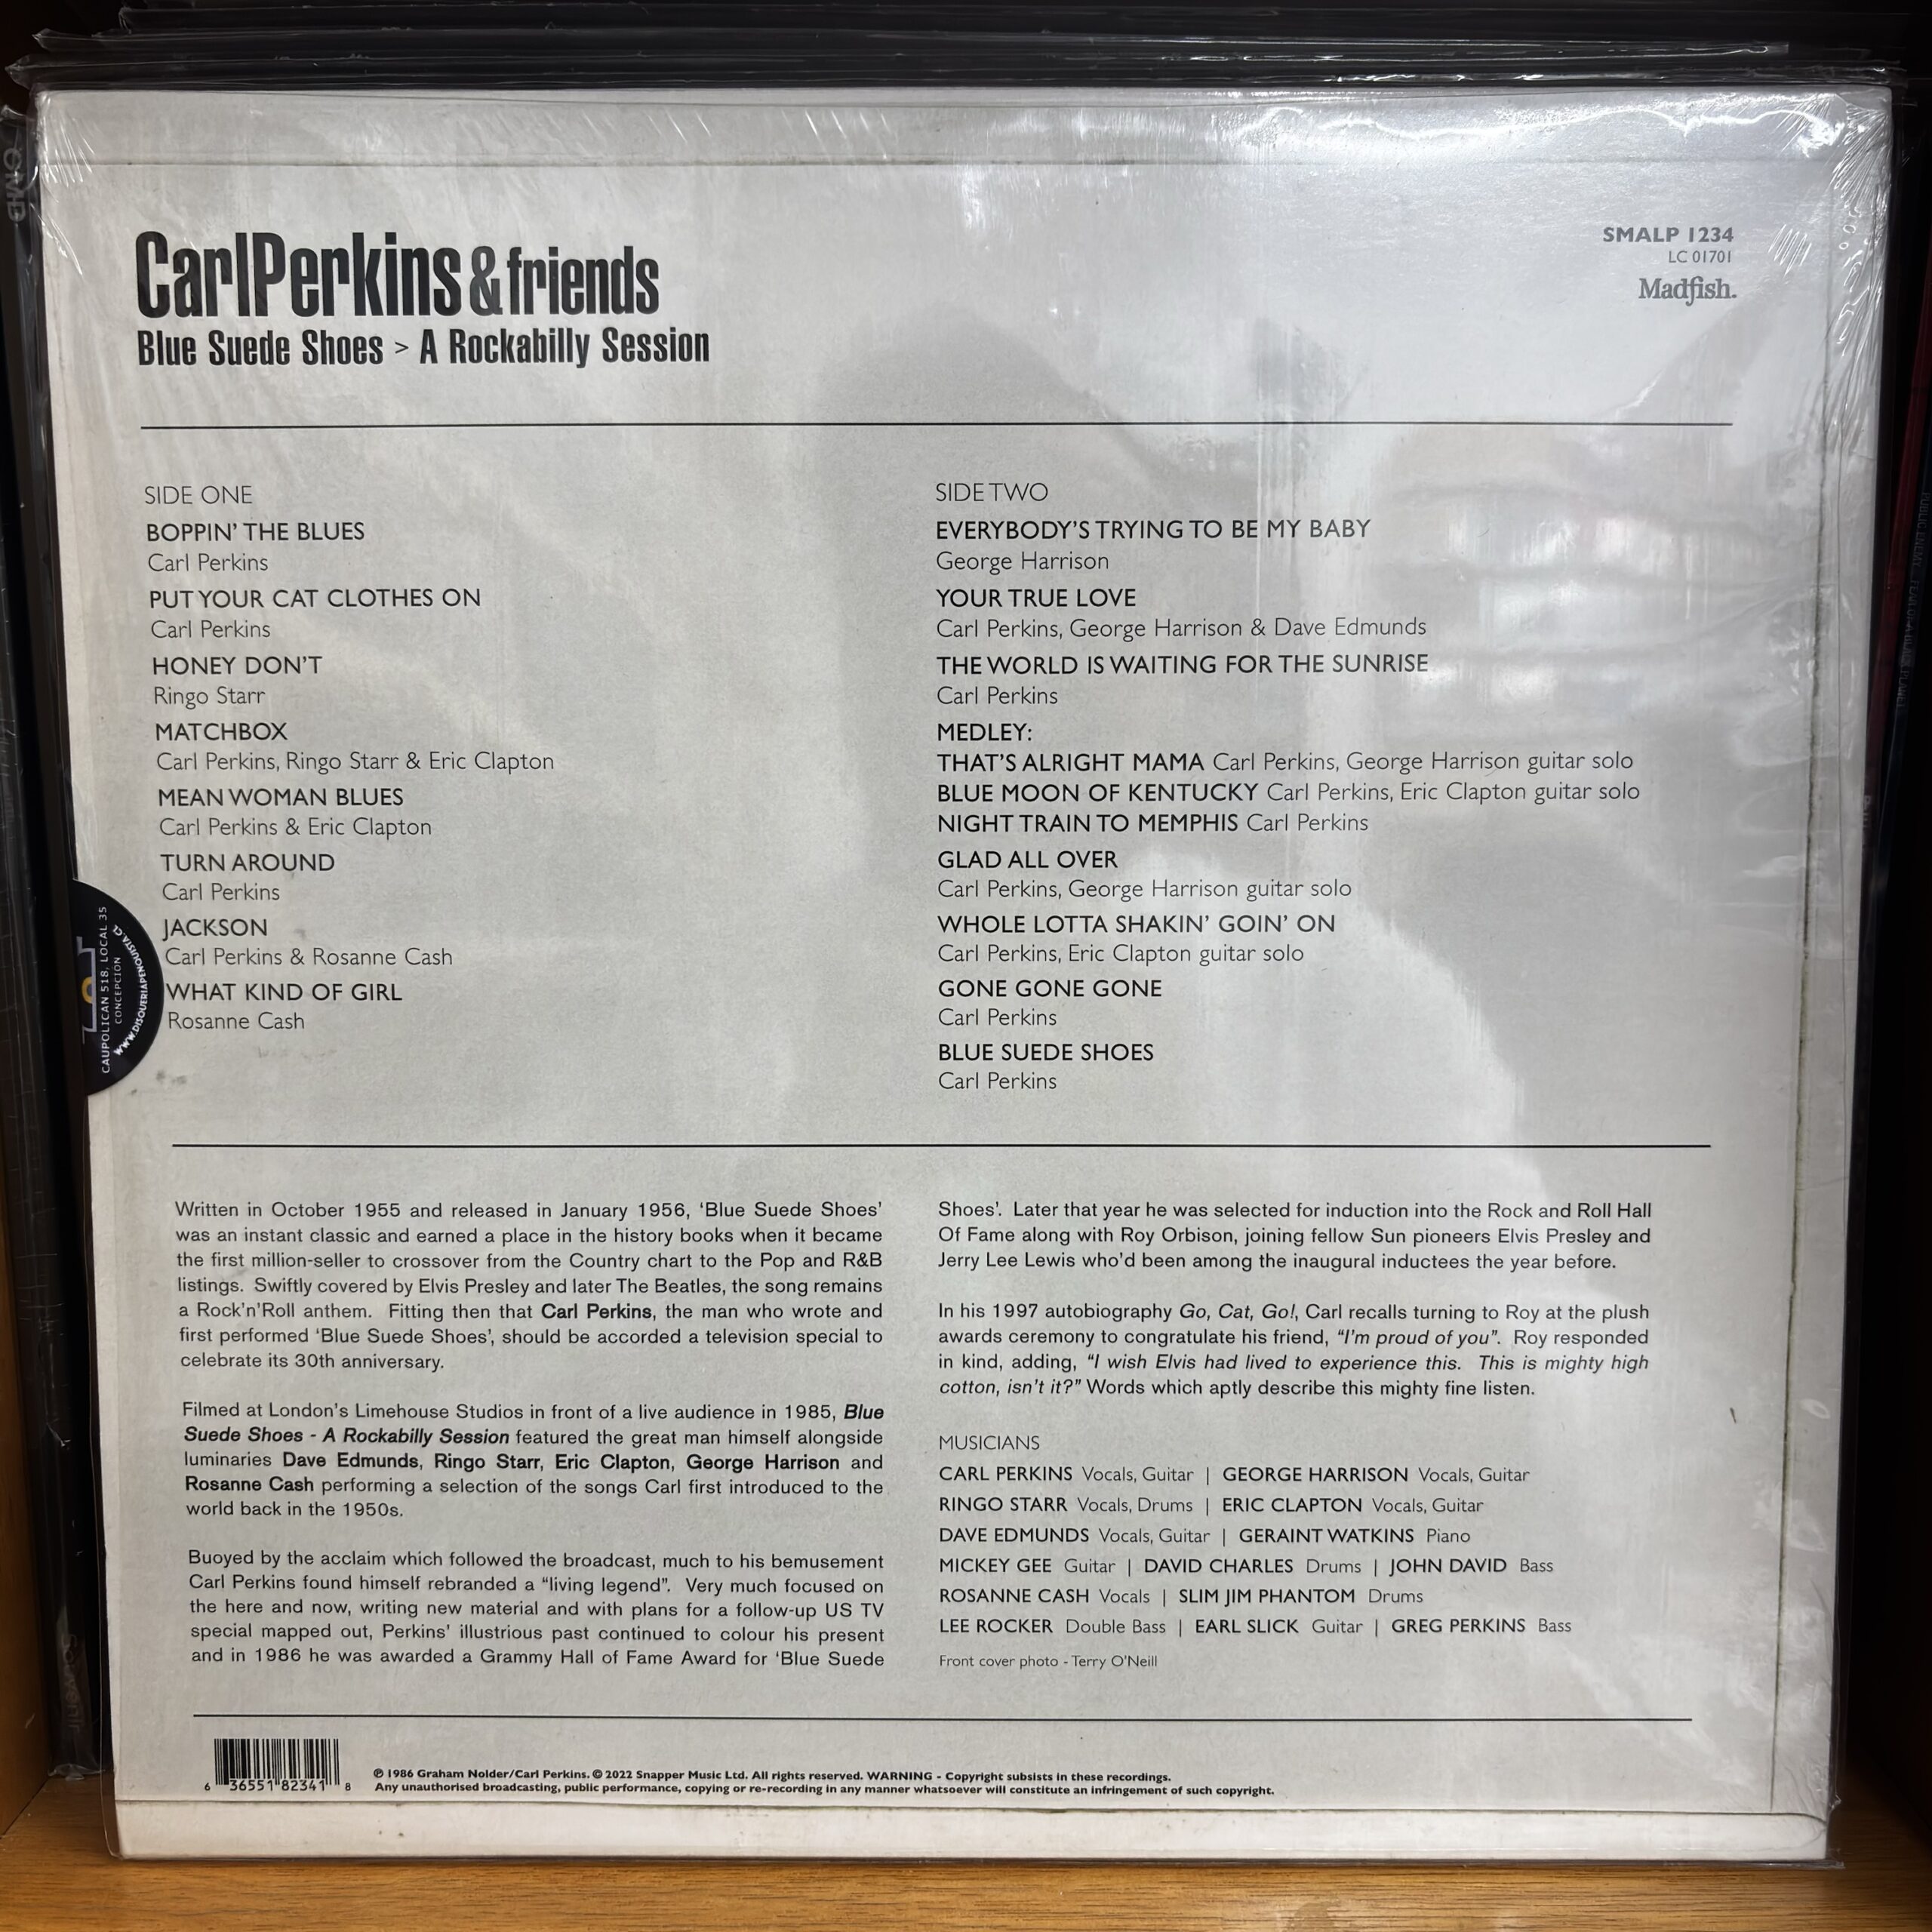 CarlPerkins & friends
Blue Suede Shoes > A Rockabilly Session
SMALP 1234
LC 01701
Madfish.
SIDE ONE
BOPPIN' THE BLUES
Carl Perkins
PUT YOUR CAT CLOTHES ON
Carl Perkins
HONEY DON'T
Ringo Starr
MATCHBOX
Carl Perkins, Ringo Starr & Eric Clapton
MEAN WOMAN BLUES
Carl Perkins & Eric Clapton
TURN AROUND
Carl Perkins
JACKSON
Carl Perkins & Rosanne Cash
WHAT KIND OF GIRL
Rosanne Cash
SIDE TWO
EVERYBODY'S TRYING TO BE MY BABY
George Harrison
YOUR TRUE LOVE
Carl Perkins, George Harrison & Dave Edmunds
THE WORLD IS WAITING FOR THE SUNRISE
Carl Perkins
MEDLEY:
THAT'S ALRIGHT MAMA Carl Perkins, George Harrison guitar solo
BLUE MOON OF KENTUCKY Carl Perkins, Eric Clapton guitar solo
NIGHT TRAIN TO MEMPHIS Carl Perkins
GLAD ALL OVER
Carl Perkins, George Harrison guitar solo
WHOLE LOTTA SHAKIN' GOIN' ON
Carl Perkins, Eric Clapton guitar solo
GONE GONE GONE
Carl Perkins
BLUE SUEDE SHOES
Carl Perkins
CAUPOLICAN 518, LOCAL 35
CONCEPCIÓN
Written in October 1955 and released in January 1956, 'Blue Suede Shoes'
was an instant classic and earned a place in the history books when it became
the first million-seller to crossover from the Country chart to the Pop and R&B
listings. Swiftly covered by Elvis Presley and later The Beatles, the song remains
a Rock'n'Roll anthem. Fitting then that Carl Perkins, the man who wrote and
first performed 'Blue Suede Shoes', should be accorded a television special to
celebrate its 30th anniversary.
Filmed at London's Limehouse Studios in front of a live audience in 1985, Blue
Suede Shoes - A Rockabilly Session featured the great man himself alongside
luminaries Dave Edmunds, Ringo Starr, Eric Clapton, George Harrison and
Rosanne Cash performing a selection of the songs Carl first introduced to the
world back in the 1950s.
Buoyed by the acclaim which followed the broadcast, much to his bemusement
Carl Perkins found himself rebranded a "living legend". Very much focused on
the here and now, writing new material and with plans for a follow-up US TV
special mapped out, Perkins' illustrious past continued to colour his present
and in 1986 he was awarded a Grammy Hall of Fame Award for 'Blue Suede
Shoes'. Later that year he was selected for induction into the Rock and Roll Hall
Of Fame along with Roy Orbison, joining fellow Sun pioneers Elvis Presley and
Jerry Lee Lewis who'd been among the inaugural inductees the year before.
In his 1997 autobiography Go, Cat, Go!, Carl recalls turning to Roy at the plush
awards ceremony to congratulate his friend, "I'm proud of you". Roy responded
in kind, adding, "I wish Elvis had lived to experience this. This is mighty high
cotton, isn't it?" Words which aptly describe this mighty fine listen.
MUSICIANS
CARL PERKINS Vocals, Guitar | GEORGE HARRISON Vocals, Guitar
RINGO STARR Vocals, Drums | ERIC CLAPTON Vocals, Guitar
DAVE EDMUNDS Vocals, Guitar | GERAINT WATKINS Piano
MICKEY GEE Guitar | DAVID CHARLES Drums | JOHN DAVID Bass
ROSANNE CASH Vocals | SLIM JIM PHANTOM Drums
LEE ROCKER Double Bass | EARL SLICK Guitar | GREG PERKINS Bass
Front cover photo - Terry O'Neill
6 36551 82341 8
℗ 1986 Graham Nolder/Carl Perkins. © 2022 Snapper Music Ltd. All rights reserved. WARNING - Copyright subsists in these recordings.
Any unauthorised broadcasting, public performance, copying or re-recording in any manner whatsoever will constitute an infringement of such copyright.